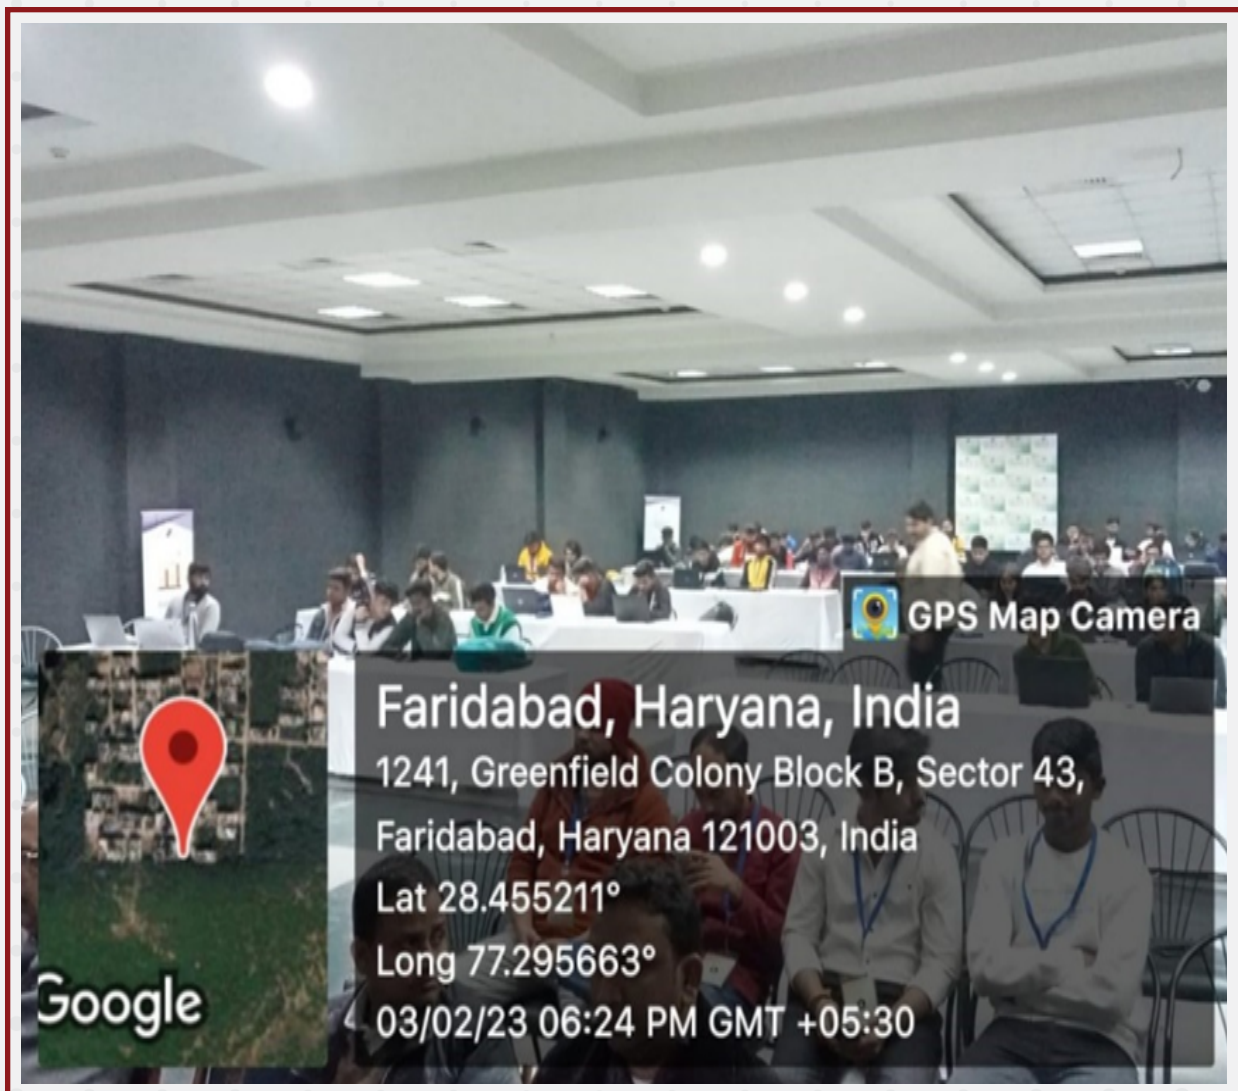 GPS Map Camera
Faridabad, Haryana, India
1241, Greenfield Colony Block B, Sector 43,
Faridabad, Haryana 121003, India
Lat 28.455211°
Long 77.295663°
03/02/23 06:24 PM GMT +05:30
Google